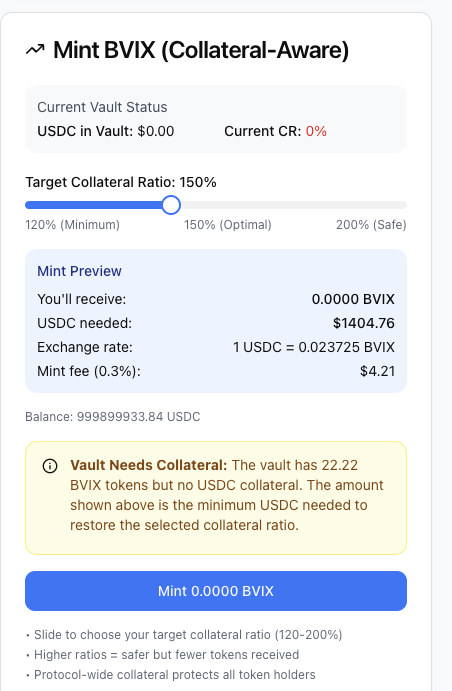 Mint BVIX (Collateral-Aware)
Current Vault Status
USDC in Vault: $0.00 Current CR: 0%
Target Collateral Ratio: 150%
120% (Minimum) 150% (Optimal) 200% (Safe)
Mint Preview
You'll receive: 0.0000 BVIX
USDC needed: $1404.76
Exchange rate: 1 USDC = 0.023725 BVIX
Mint fee (0.3%): $4.21
Balance: 999899933.84 USDC
Vault Needs Collateral: The vault has 22.22
BVIX tokens but no USDC collateral. The amount
shown above is the minimum USDC needed to
restore the selected collateral ratio.
Mint 0.0000 BVIX
• Slide to choose your target collateral ratio (120-200%)
• Higher ratios = safer but fewer tokens received
• Protocol-wide collateral protects all token holders